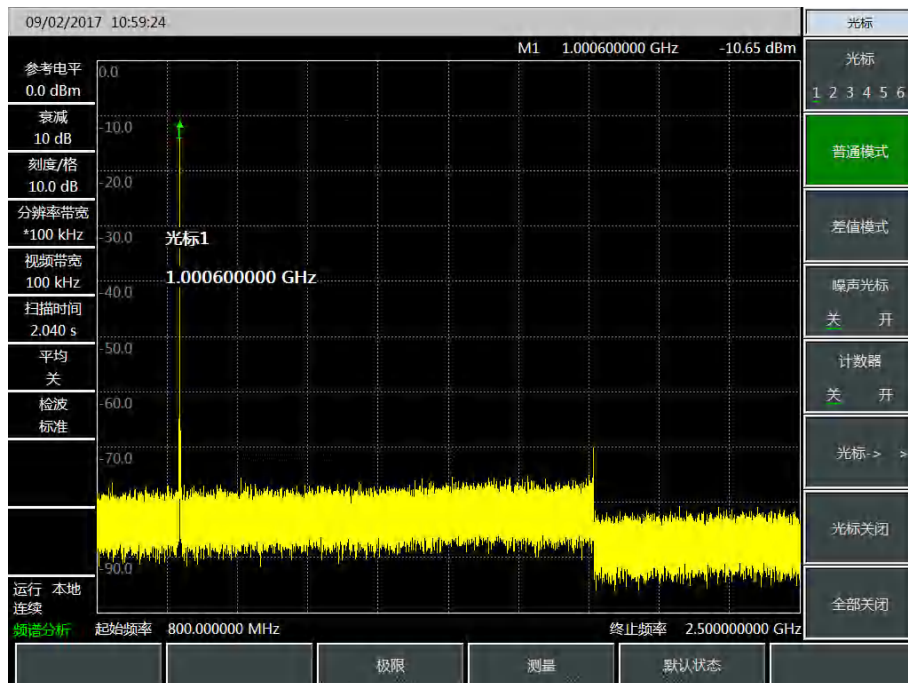 09/02/2017 10:59:24
光标
M1 1.000600000 GHz -10.65 dBm
参考电平
0.0 dBm
衰减
10 dB
刻度/格
10.0 dB
分辨率带宽
*100 kHz
视频带宽
100 kHz
扫描时间
2.040 s
平均
关
检波
标准
运行 本地
连续
频谱分析
0.0
-10.0
-20.0
-30.0
-40.0
-50.0
-60.0
-70.0
-90.0
光标1
1.000600000 GHz
起始频率 800.000000 MHz
终止频率 2.500000000 GHz
光标
1 2 3 4 5 6
普通模式
差值模式
噪声光标
关 开
计数器
关 开
光标-> >
光标关闭
全部关闭
极限
测量
默认状态